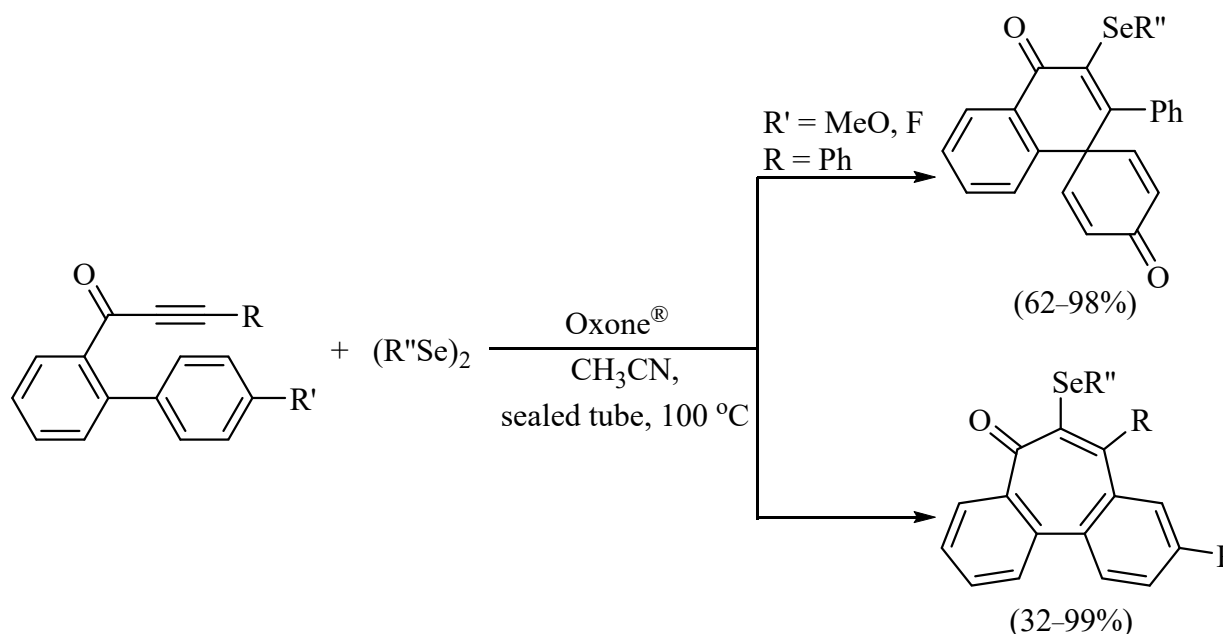 O
SeR"
R' = MeO, F
R = Ph
Ph
O
(62–98%)
O
R
R'
+ (R"Se)2
Oxone®
CH3CN,
sealed tube, 100 °C
SeR"
O
R
(32–99%)